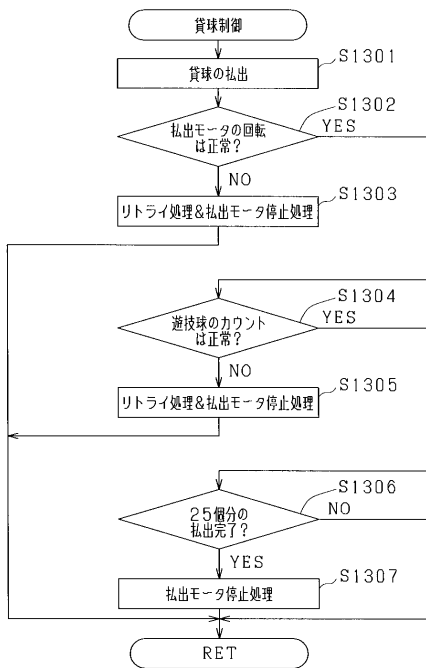 貸球制御
S1301
貸球の払出
S1302
払出モータの回転
は正常?
YES
NO
S1303
リトライ処理&払出モータ停止処理
S1304
遊技球のカウント
は正常?
YES
NO
S1305
リトライ処理&払出モータ停止処理
S1306
25個分の
払出完了?
NO
YES
S1307
払出モータ停止処理
RET